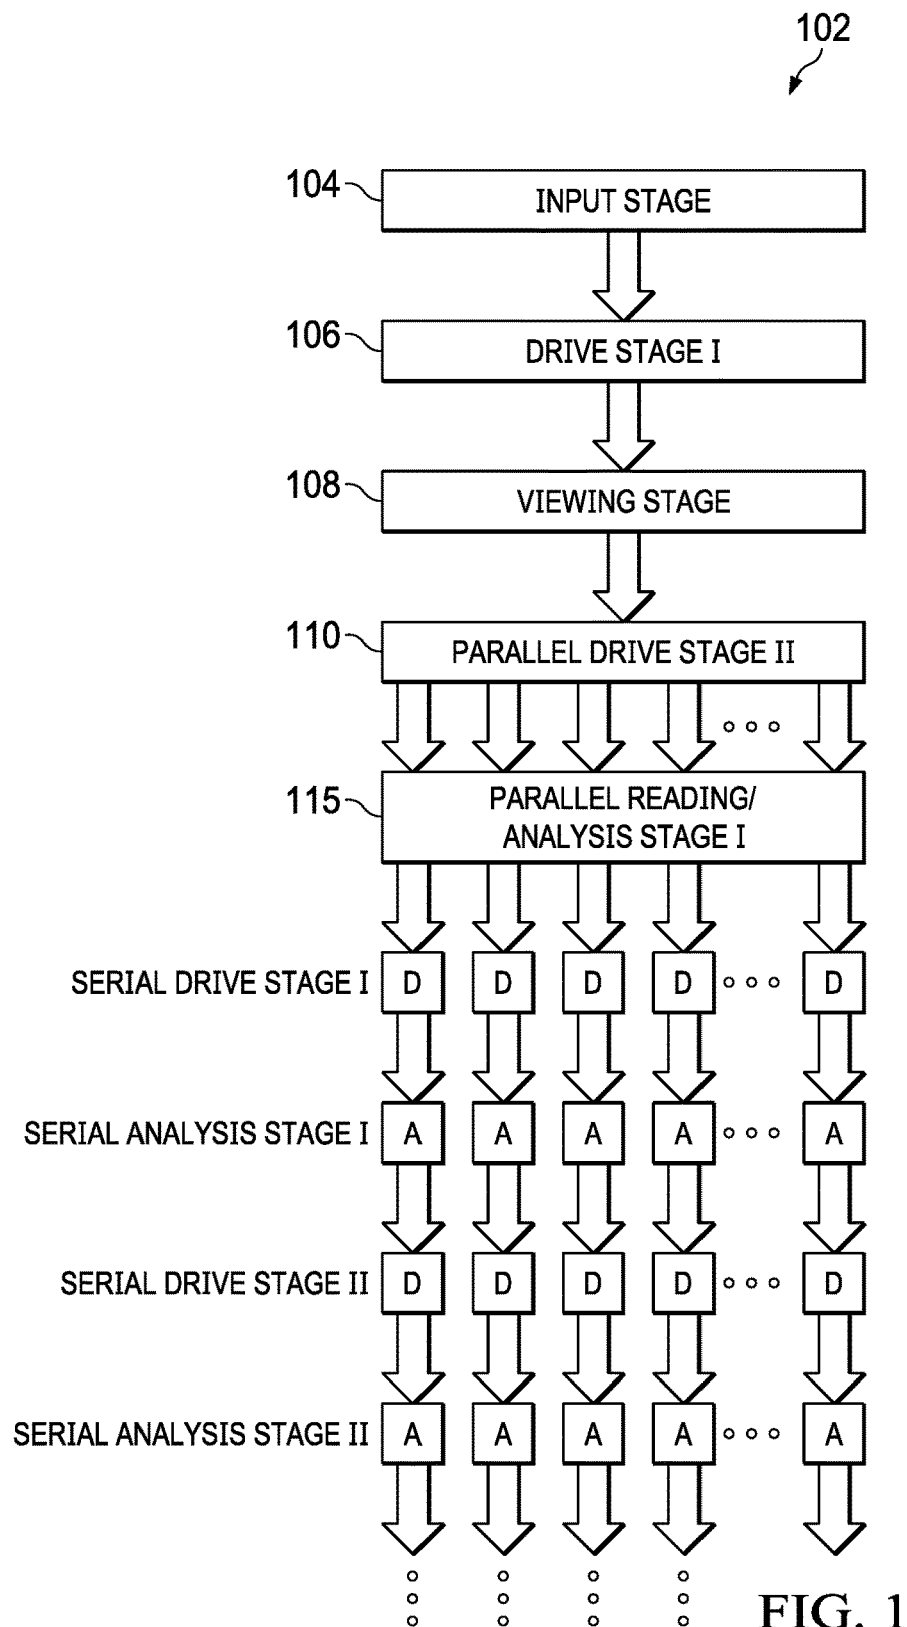 102
104
INPUT STAGE
106
DRIVE STAGE I
108
VIEWING STAGE
110
PARALLEL DRIVE STAGE II
115
PARALLEL READING/
ANALYSIS STAGE I
SERIAL DRIVE STAGE I D D D D D
SERIAL ANALYSIS STAGE I A A A A A
SERIAL DRIVE STAGE II D D D D D
SERIAL ANALYSIS STAGE II A A A A A
FIG. 1